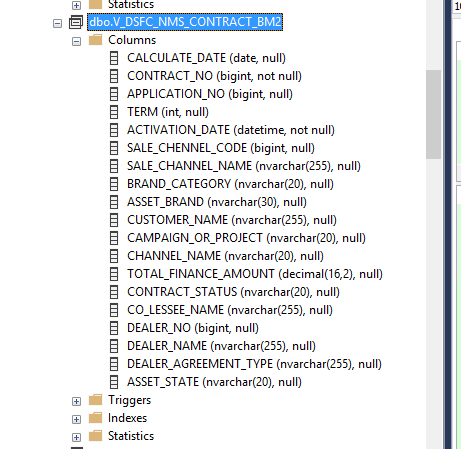 Statistics
dbo.V_DSFC_NMS_CONTRACT_BM2
Columns
CALCULATE_DATE (date, null)
CONTRACT_NO (bigint, not null)
APPLICATION_NO (bigint, null)
TERM (int, null)
ACTIVATION_DATE (datetime, not null)
SALE_CHENNEL_CODE (bigint, null)
SALE_CHANNEL_NAME (nvarchar(255), null)
BRAND_CATEGORY (nvarchar(20), null)
ASSET_BRAND (nvarchar(30), null)
CUSTOMER_NAME (nvarchar(255), null)
CAMPAIGN_OR_PROJECT (nvarchar(20), null)
CHANNEL_NAME (nvarchar(20), null)
TOTAL_FINANCE_AMOUNT (decimal(16,2), null)
CONTRACT_STATUS (nvarchar(20), null)
CO_LESSEE_NAME (nvarchar(255), null)
DEALER_NO (bigint, null)
DEALER_NAME (nvarchar(255), null)
DEALER_AGREEMENT_TYPE (nvarchar(255), null)
ASSET_STATE (nvarchar(20), null)
Triggers
Indexes
Statistics